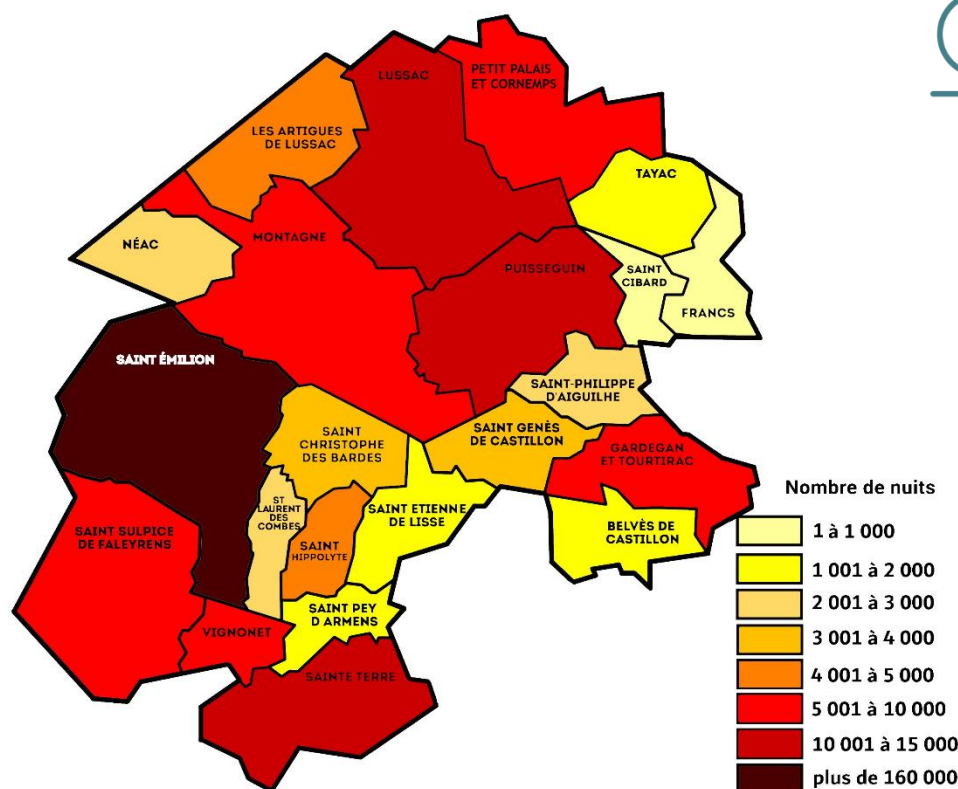 LUSSAC
PETIT PALAIS
ET CORNEMPS
LES ARTIGUES
DE LUSSAC
TAYAC
NÉAC
MONTAGNE
PUISSEGUIN
SAINT
CIBARD
FRANCS
SAINT ÉMILION
SAINT-PHILIPPE
D'AIGUILHE
SAINT
CHRISTOPHE
DES BARDES
SAINT GENÈS
DE CASTILLON
GARDEGAN
ET TOURTIRAC
ST
LAURENT
DES
COMBES
SAINT ETIENNE
DE LISSE
SAINT SULPICE
DE FALEYRENS
SAINT
HIPPOLYTE
BELVÈS DE
CASTILLON
SAINT PEY
D ARMENS
VIGNONET
SAINTE TERRE
Nombre de nuits
1 à 1 000
1 001 à 2 000
2 001 à 3 000
3 001 à 4 000
4 001 à 5 000
5 001 à 10 000
10 001 à 15 000
plus de 160 000